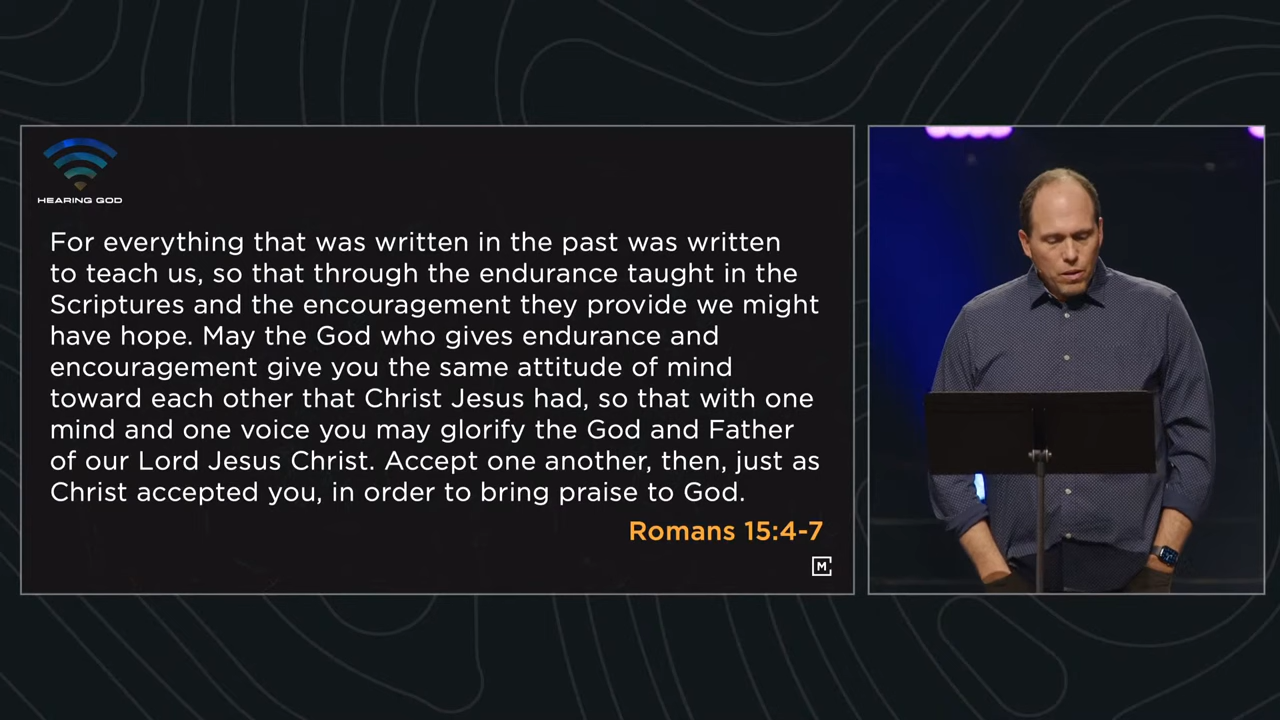 HEARING GOD
For everything that was written in the past was written
to teach us, so that through the endurance taught in the
Scriptures and the encouragement they provide we might
have hope. May the God who gives endurance and
encouragement give you the same attitude of mind
toward each other that Christ Jesus had, so that with one
mind and one voice you may glorify the God and Father
of our Lord Jesus Christ. Accept one another, then, just as
Christ accepted you, in order to bring praise to God.
Romans 15:4-7
M